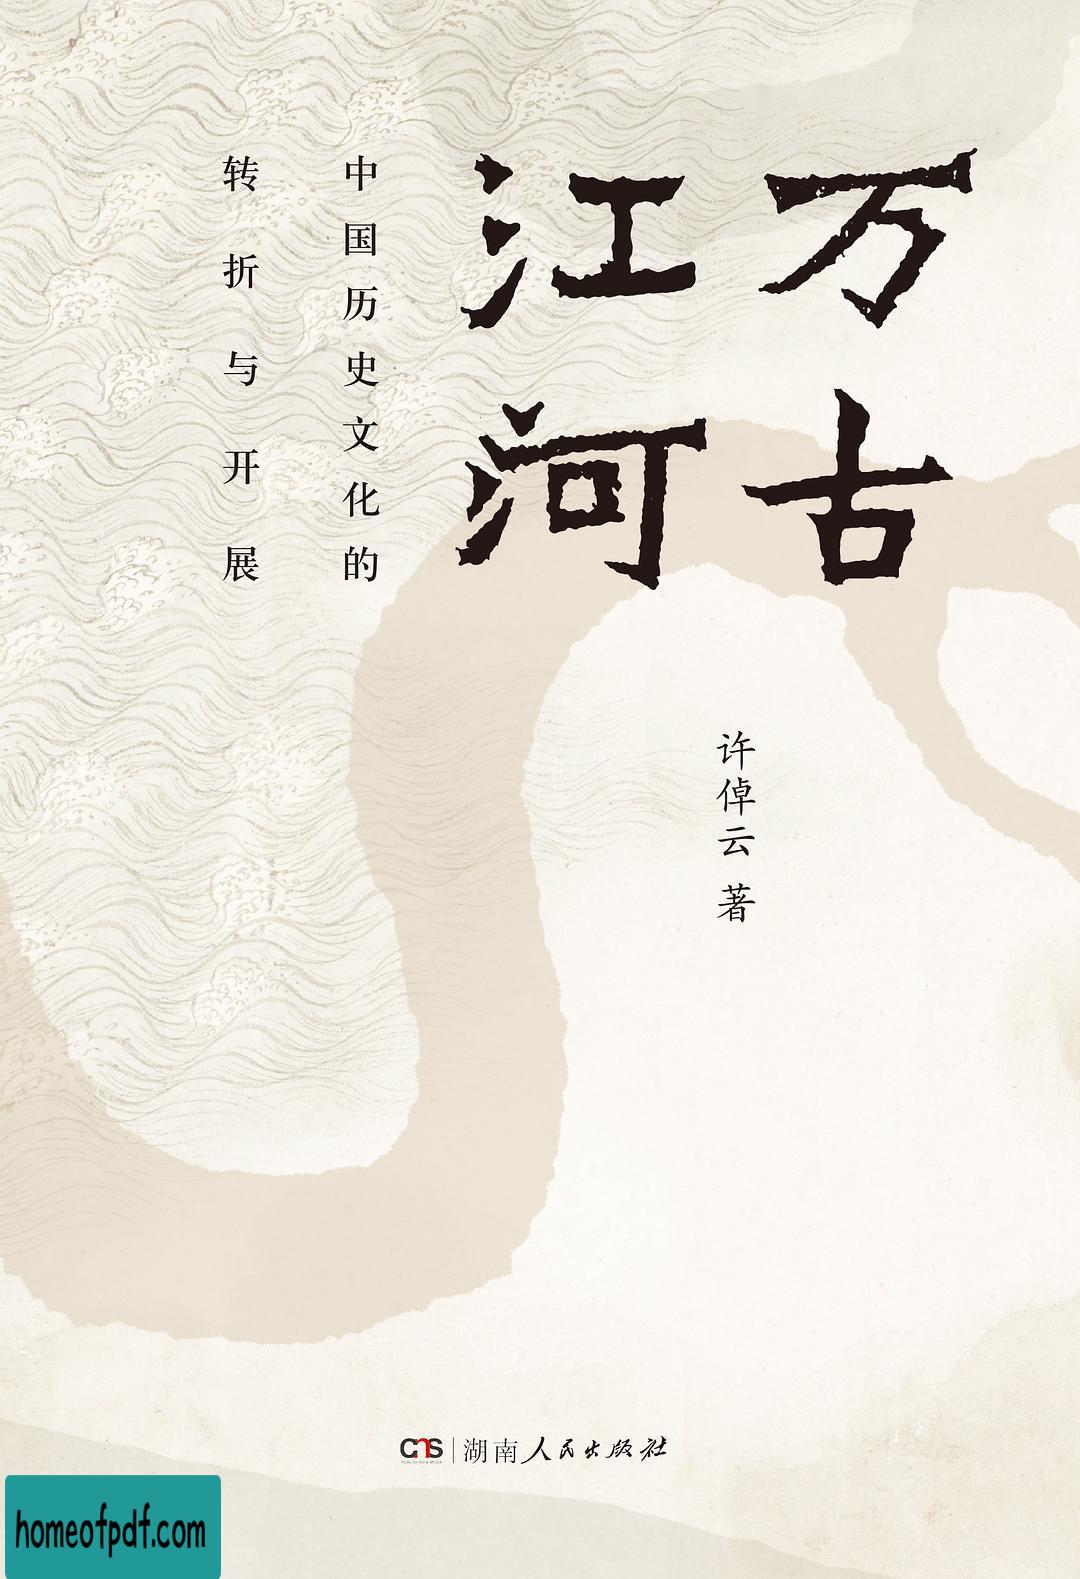 万古
江河
中国历史文化的
转折与开展
许倬云 著
CNS
PUBLISHING & MEDIA
湖南人民出版社
homeofpdf.com